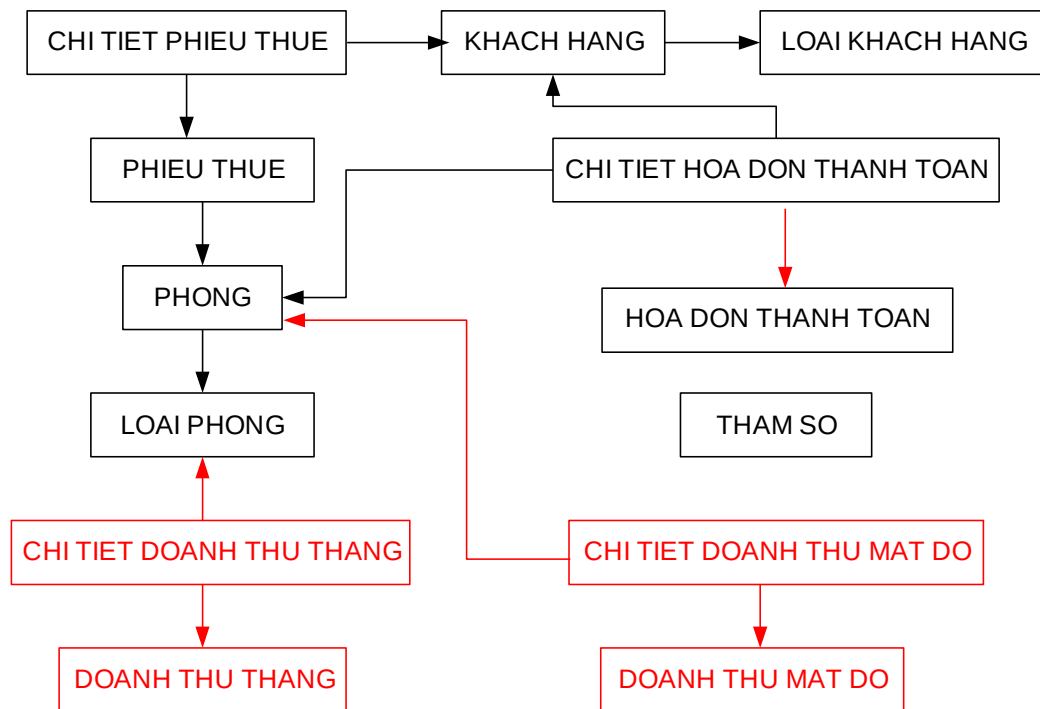 CHI TIET PHIEU THUE
KHACH HANG
LOAI KHACH HANG
PHIEU THUE
CHI TIET HOA DON THANH TOAN
PHONG
HOA DON THANH TOAN
LOAI PHONG
THAM SO
CHI TIET DOANH THU THANG
CHI TIET DOANH THU MAT DO
DOANH THU THANG
DOANH THU MAT DO